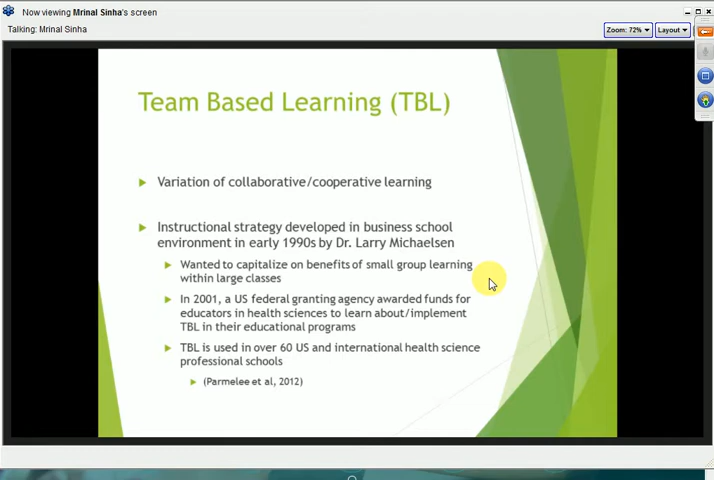 Now viewing Mrinal Sinha's screen
Talking: Mrinal Sinha
Zoom: 72%
Layout
Team Based Learning (TBL)
Variation of collaborative/cooperative learning
Instructional strategy developed in business school
environment in early 1990s by Dr. Larry Michaelsen
Wanted to capitalize on benefits of small group learning
within large classes
In 2001, a US federal granting agency awarded funds for
educators in health sciences to learn about/implement
TBL in their educational programs
TBL is used in over 60 US and international health science
professional schools
(Parmelee et al, 2012)